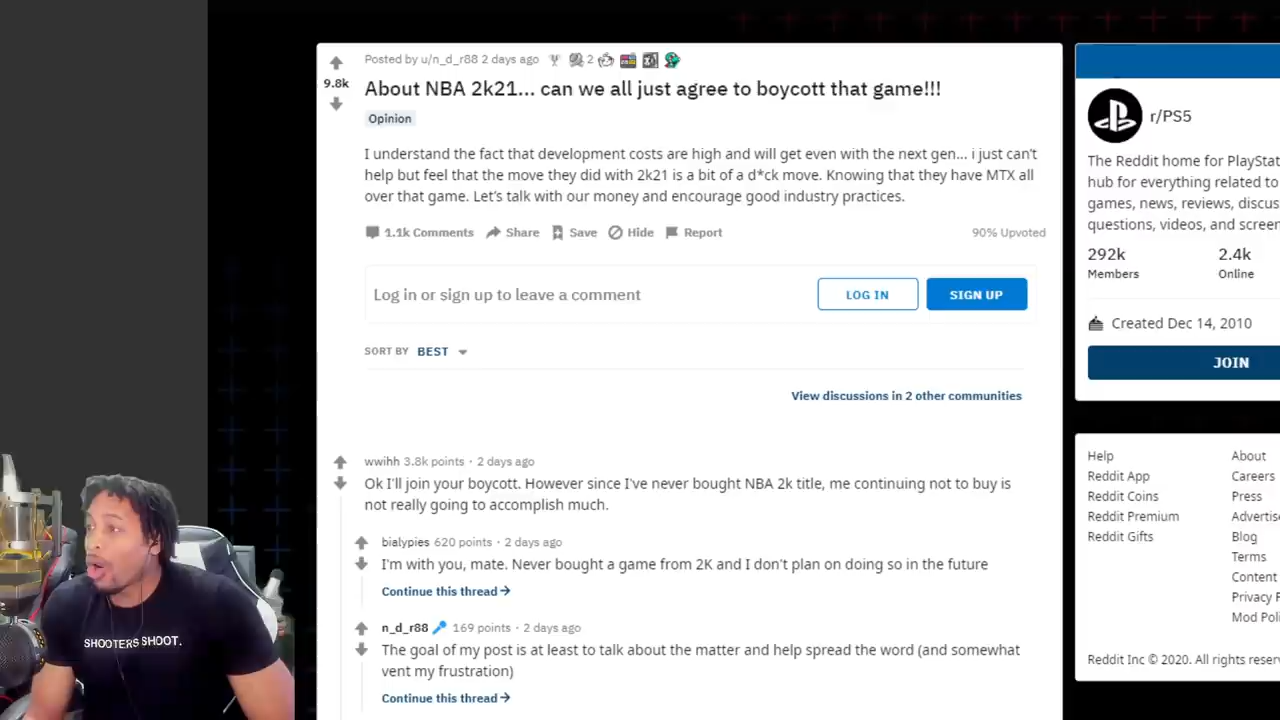 Posted by u/n_d_r88 2 days ago 2
9.8k
About NBA 2k21... can we all just agree to boycott that game!!!
Opinion
I understand the fact that development costs are high and will get even with the next gen... i just can't
help but feel that the move they did with 2k21 is a bit of a d*ck move. Knowing that they have MTX all
over that game. Let's talk with our money and encourage good industry practices.
1.1k Comments Share Save Hide Report 90% Upvoted
Log in or sign up to leave a comment LOG IN SIGN UP
SORT BY BEST
View discussions in 2 other communities
wwihh 3.8k points · 2 days ago
Ok I'll join your boycott. However since I've never bought NBA 2k title, me continuing not to buy is
not really going to accomplish much.
bialypies 620 points · 2 days ago
I'm with you, mate. Never bought a game from 2K and I don't plan on doing so in the future
Continue this thread
n_d_r88 169 points · 2 days ago
The goal of my post is at least to talk about the matter and help spread the word (and somewhat
vent my frustration)
Continue this thread
r/PS5
The Reddit home for PlayStat
hub for everything related to
games, news, reviews, discus
questions, videos, and screen
292k 2.4k
Members Online
Created Dec 14, 2010
JOIN
Help About
Reddit App Careers
Reddit Coins Press
Reddit Premium Advertis
Reddit Gifts Blog
Terms
Content
Privacy P
Mod Poli
Reddit Inc © 2020. All rights reser
SHOOTERS SHOOT.